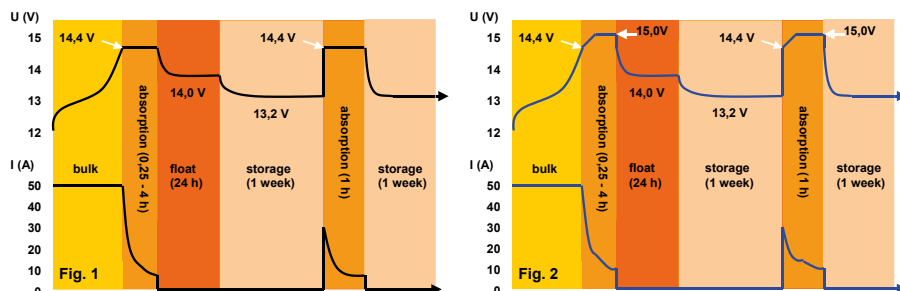 U (V)
15
14
13
12
I (A)
50
40
30
20
10
0
14,4 V
14,0 V
13,2 V
14,4 V
bulk
absorption (0,25 - 4 h)
float
(24 h)
storage
(1 week)
absorption (1 h)
storage
(1 week)
Fig. 1
U (V)
15
14
13
12
I (A)
50
40
30
20
10
0
14,4 V
15,0V
14,0 V
13,2 V
14,4 V
15,0V
bulk
absorption (0,25 - 4 h)
float
(24 h)
storage
(1 week)
absorption (1 h)
storage
(1 week)
Fig. 2